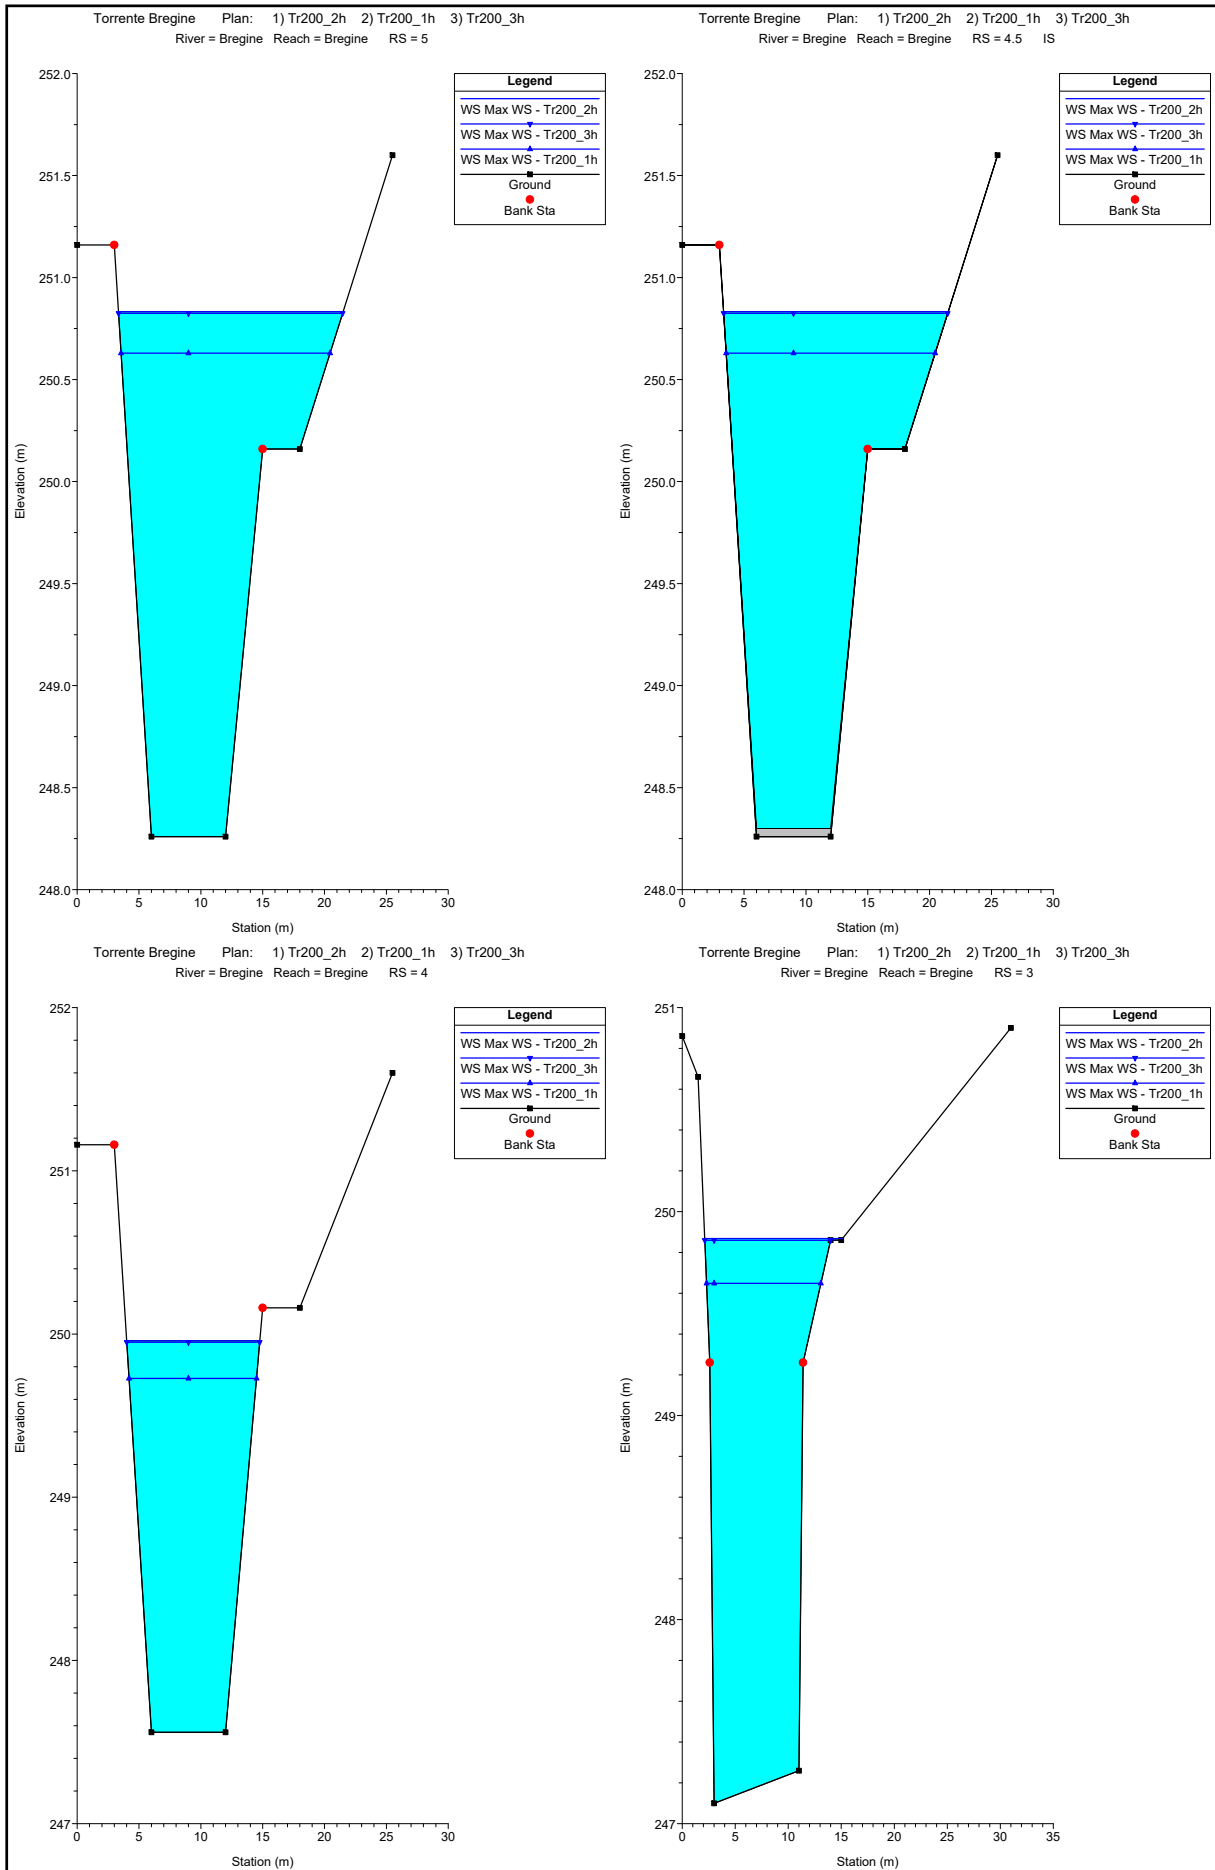 Torrente Bregine Plan: 1) Tr200_2h 2) Tr200_1h 3) Tr200_3h
River = Bregine Reach = Bregine RS = 5
Legend
WS Max WS - Tr200_2h
WS Max WS - Tr200_3h
WS Max WS - Tr200_1h
Ground
Bank Sta
252.0
251.5
251.0
250.5
250.0
249.5
249.0
248.5
248.0
Elevation (m)
0 5 10 15 20 25 30
Station (m)
Torrente Bregine Plan: 1) Tr200_2h 2) Tr200_1h 3) Tr200_3h
River = Bregine Reach = Bregine RS = 4.5 IS
Legend
WS Max WS - Tr200_2h
WS Max WS - Tr200_3h
WS Max WS - Tr200_1h
Ground
Bank Sta
252.0
251.5
251.0
250.5
250.0
249.5
249.0
248.5
248.0
Elevation (m)
0 5 10 15 20 25 30
Station (m)
Torrente Bregine Plan: 1) Tr200_2h 2) Tr200_1h 3) Tr200_3h
River = Bregine Reach = Bregine RS = 4
Legend
WS Max WS - Tr200_2h
WS Max WS - Tr200_3h
WS Max WS - Tr200_1h
Ground
Bank Sta
252
251
250
249
248
247
Elevation (m)
0 5 10 15 20 25 30
Station (m)
Torrente Bregine Plan: 1) Tr200_2h 2) Tr200_1h 3) Tr200_3h
River = Bregine Reach = Bregine RS = 3
Legend
WS Max WS - Tr200_2h
WS Max WS - Tr200_3h
WS Max WS - Tr200_1h
Ground
Bank Sta
251
250
249
248
247
Elevation (m)
0 5 10 15 20 25 30 35
Station (m)